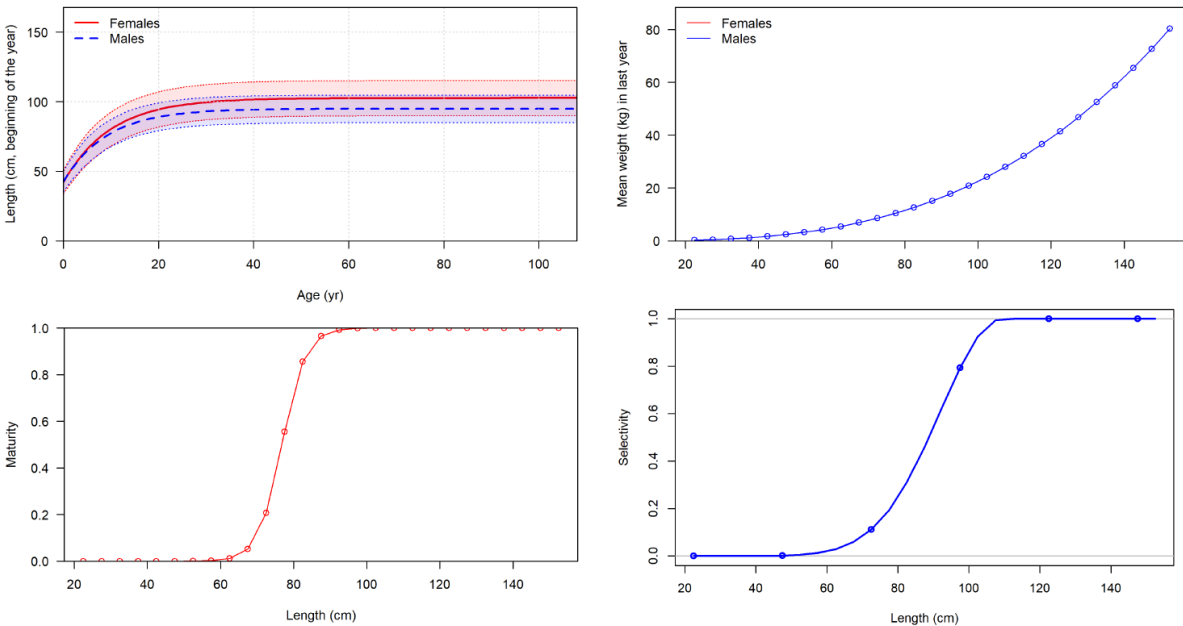 Females
Males
Length (cm, beginning of the year)
150
100
50
0
0 20 40 60 80 100
Age (yr)
Females
Males
Mean weight (kg) in last year
80
60
40
20
0
20 40 60 80 100 120 140
Maturity
1.0
0.8
0.6
0.4
0.2
0.0
20 40 60 80 100 120 140
Length (cm)
Selectivity
1.0
0.8
0.6
0.4
0.2
0.0
20 40 60 80 100 120 140
Length (cm)